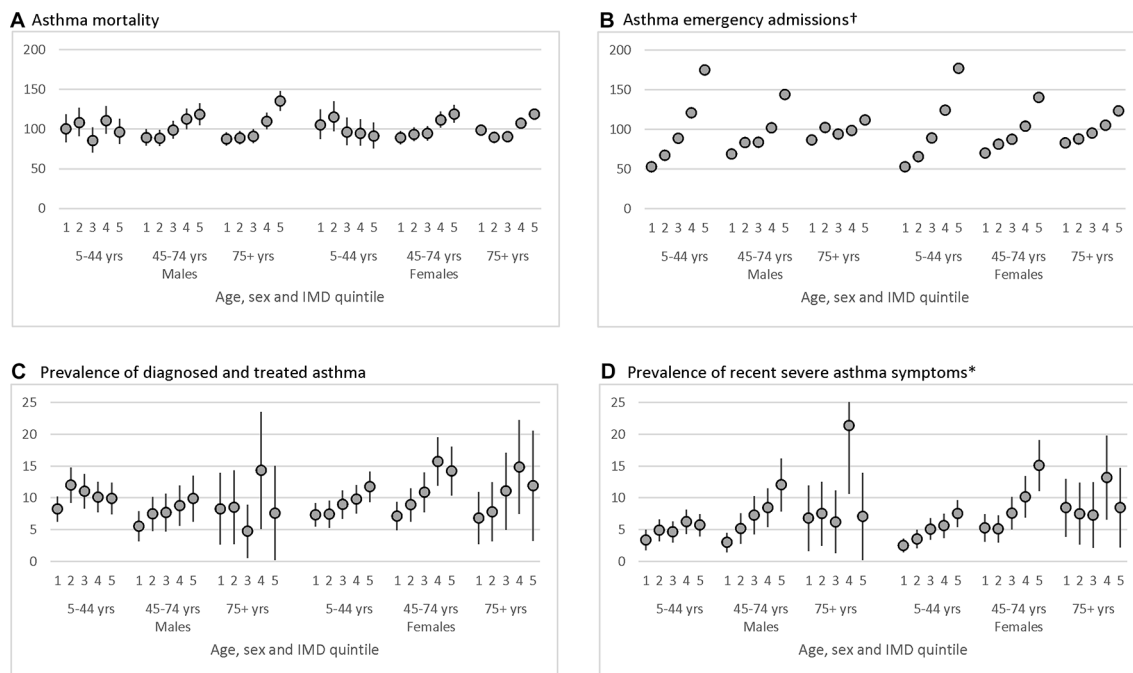 A Asthma mortality
200
150
100
50
0
1 2 3 4 5 1 2 3 4 5 1 2 3 4 5 1 2 3 4 5 1 2 3 4 5 1 2 3 4 5
5-44 yrs 45-74 yrs 75+ yrs 5-44 yrs 45-74 yrs 75+ yrs
Males Females
Age, sex and IMD quintile
B Asthma emergency admissions†
200
150
100
50
0
1 2 3 4 5 1 2 3 4 5 1 2 3 4 5 1 2 3 4 5 1 2 3 4 5 1 2 3 4 5
5-44 yrs 45-74 yrs 75+ yrs 5-44 yrs 45-74 yrs 75+ yrs
Males Females
Age, sex and IMD quintile
C Prevalence of diagnosed and treated asthma
25
20
15
10
5
0
1 2 3 4 5 1 2 3 4 5 1 2 3 4 5 1 2 3 4 5 1 2 3 4 5 1 2 3 4 5
5-44 yrs 45-74 yrs 75+ yrs 5-44 yrs 45-74 yrs 75+ yrs
Males Females
Age, sex and IMD quintile
D Prevalence of recent severe asthma symptoms*
25
20
15
10
5
0
1 2 3 4 5 1 2 3 4 5 1 2 3 4 5 1 2 3 4 5 1 2 3 4 5 1 2 3 4 5
5-44 yrs 45-74 yrs 75+ yrs 5-44 yrs 45-74 yrs 75+ yrs
Males Females
Age, sex and IMD quintile